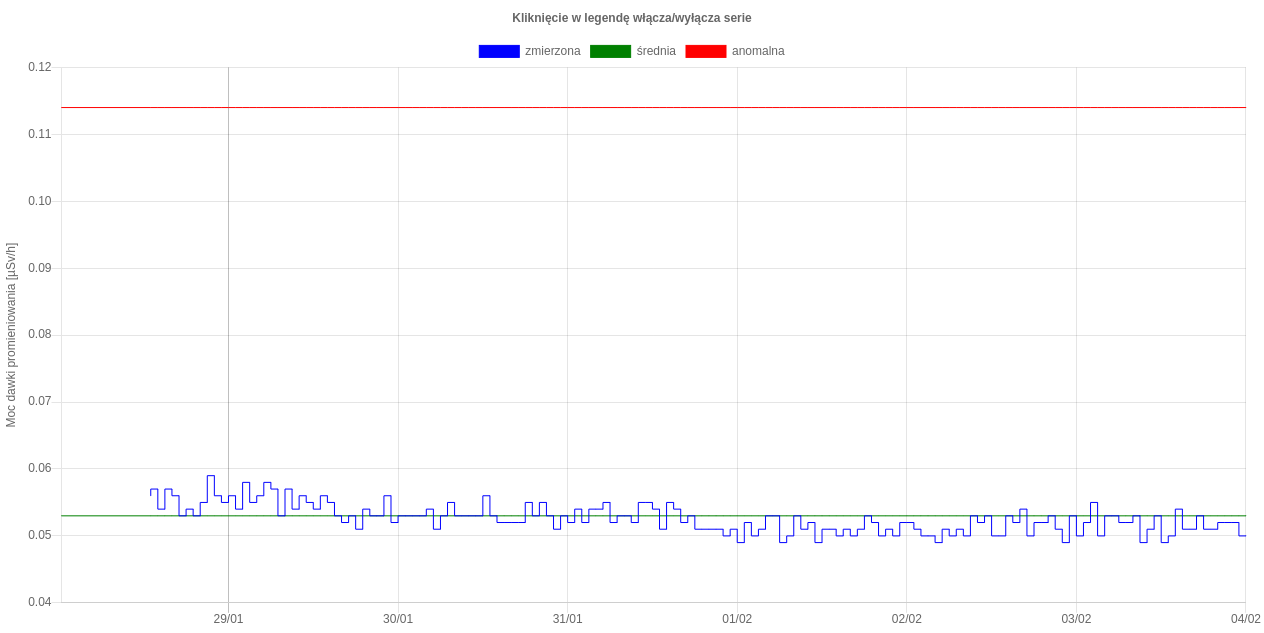 Kliknięcie w legendę włącza/wyłącza serie
zmierzona średnia anomalna
Moc dawki promieniowania [µSv/h]
0.12
0.11
0.10
0.09
0.08
0.07
0.06
0.05
0.04
29/01 30/01 31/01 01/02 02/02 03/02 04/02